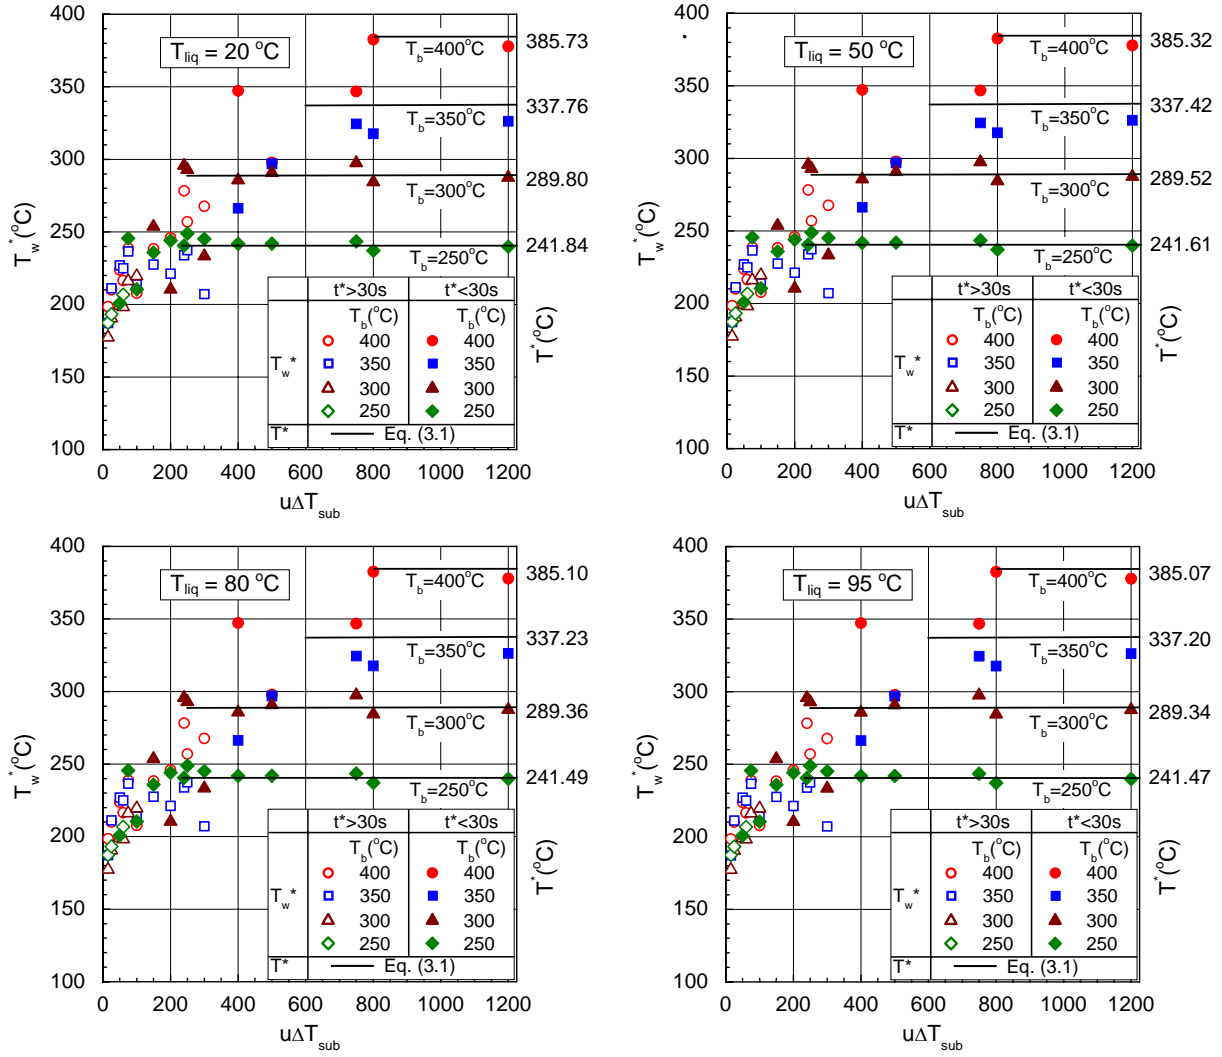 400
350
300
250
200
150
100
T_w^* (°C)
T_liq = 20 °C
T_b=400°C
T_b=350°C
T_b=300°C
T_b=250°C
385.73
337.76
289.80
241.84
T^* (°C)
t*>30s t*<30s
T_b(°C) T_b(°C)
T_w^*
400 400
350 350
300 300
250 250
T* Eq. (3.1)
0 200 400 600 800 1000 1200
uΔT_sub
400
350
300
250
200
150
100
T_w^* (°C)
T_liq = 50 °C
T_b=400°C
T_b=350°C
T_b=300°C
T_b=250°C
385.32
337.42
289.52
241.61
T^* (°C)
t*>30s t*<30s
T_b(°C) T_b(°C)
T_w^*
400 400
350 350
300 300
250 250
T* Eq. (3.1)
0 200 400 600 800 1000 1200
uΔT_sub
400
350
300
250
200
150
100
T_w^* (°C)
T_liq = 80 °C
T_b=400°C
T_b=350°C
T_b=300°C
T_b=250°C
385.10
337.23
289.36
241.49
T^* (°C)
t*>30s t*<30s
T_b(°C) T_b(°C)
T_w^*
400 400
350 350
300 300
250 250
T* Eq. (3.1)
0 200 400 600 800 1000 1200
uΔT_sub
400
350
300
250
200
150
100
T_w^* (°C)
T_liq = 95 °C
T_b=400°C
T_b=350°C
T_b=300°C
T_b=250°C
385.07
337.20
289.34
241.47
T^* (°C)
t*>30s t*<30s
T_b(°C) T_b(°C)
T_w^*
400 400
350 350
300 300
250 250
T* Eq. (3.1)
0 200 400 600 800 1000 1200
uΔT_sub